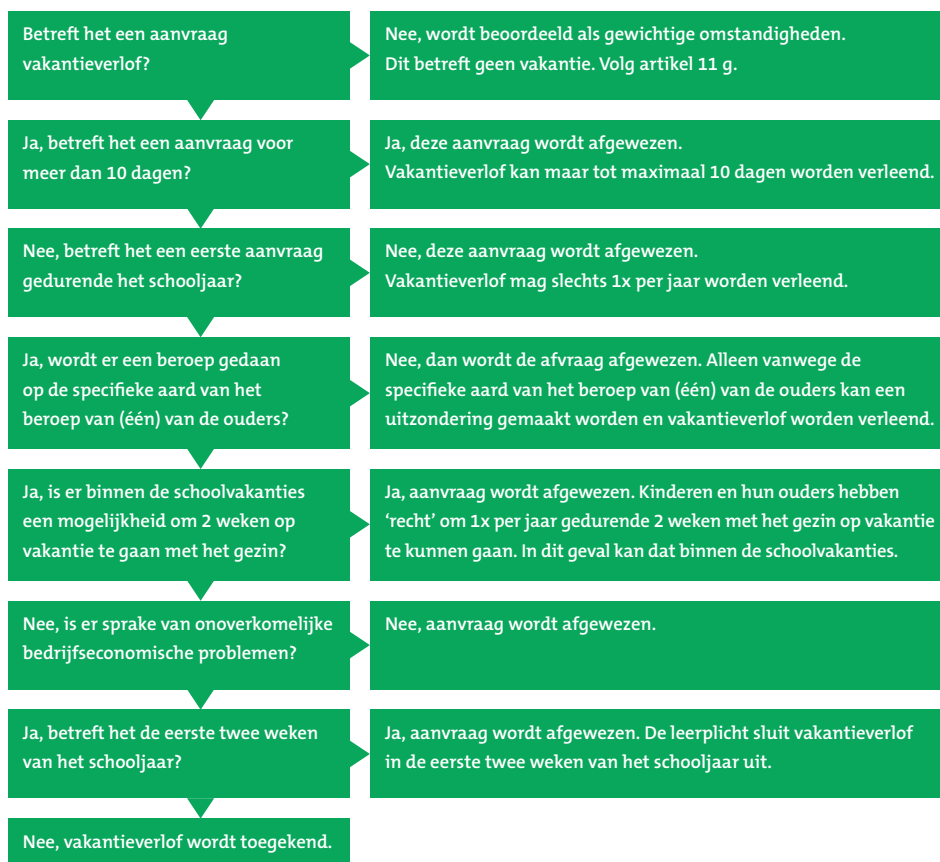 Betreft het een aanvraag
vakantieverlof?
Nee, wordt beoordeeld als gewichtige omstandigheden.
Dit betreft geen vakantie. Volg artikel 11 g.
Ja, betreft het een aanvraag voor
meer dan 10 dagen?
Ja, deze aanvraag wordt afgewezen.
Vakantieverlof kan maar tot maximaal 10 dagen worden verleend.
Nee, betreft het een eerste aanvraag
gedurende het schooljaar?
Nee, deze aanvraag wordt afgewezen.
Vakantieverlof mag slechts 1x per jaar worden verleend.
Ja, wordt er een beroep gedaan
op de specifieke aard van het
beroep van (één) van de ouders?
Nee, dan wordt de afvraag afgewezen. Alleen vanwege de
specifieke aard van het beroep van (één) van de ouders kan een
uitzondering gemaakt worden en vakantieverlof worden verleend.
Ja, is er binnen de schoolvakanties
een mogelijkheid om 2 weken op
vakantie te gaan met het gezin?
Ja, aanvraag wordt afgewezen. Kinderen en hun ouders hebben
‘recht’ om 1x per jaar gedurende 2 weken met het gezin op vakantie
te kunnen gaan. In dit geval kan dat binnen de schoolvakanties.
Nee, is er sprake van onoverkomelijke
bedrijfseconomische problemen?
Nee, aanvraag wordt afgewezen.
Ja, betreft het de eerste twee weken
van het schooljaar?
Ja, aanvraag wordt afgewezen. De leerplicht sluit vakantieverlof
in de eerste twee weken van het schooljaar uit.
Nee, vakantieverlof wordt toegekend.